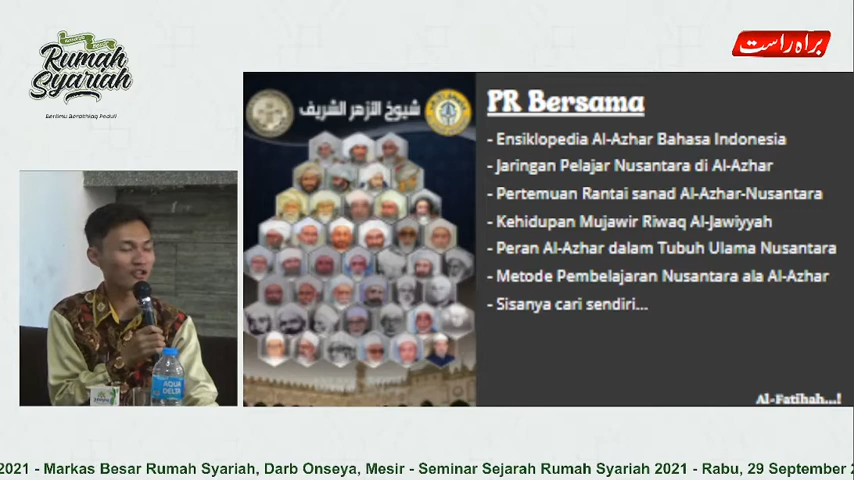 Rumah
Syariah
Berilmu Berakhlaq Peduli
براہ راست
شيوخ الأزهر الشريف
PR Bersama
- Ensiklopedia Al-Azhar Bahasa Indonesia
- Jaringan Pelajar Nusantara di Al-Azhar
- Pertemuan Rantai sanad Al-Azhar-Nusantara
- Kehidupan Mujawir Riwaq Al-Jawiyyah
- Peran Al-Azhar dalam Tubuh Ulama Nusantara
- Metode Pembelajaran Nusantara ala Al-Azhar
- Sisanya cari sendiri...
Al-Fatihah...!
AQUA
DELTA
2021 - Markas Besar Rumah Syariah, Darb Onseya, Mesir - Seminar Sejarah Rumah Syariah 2021 - Rabu, 29 September